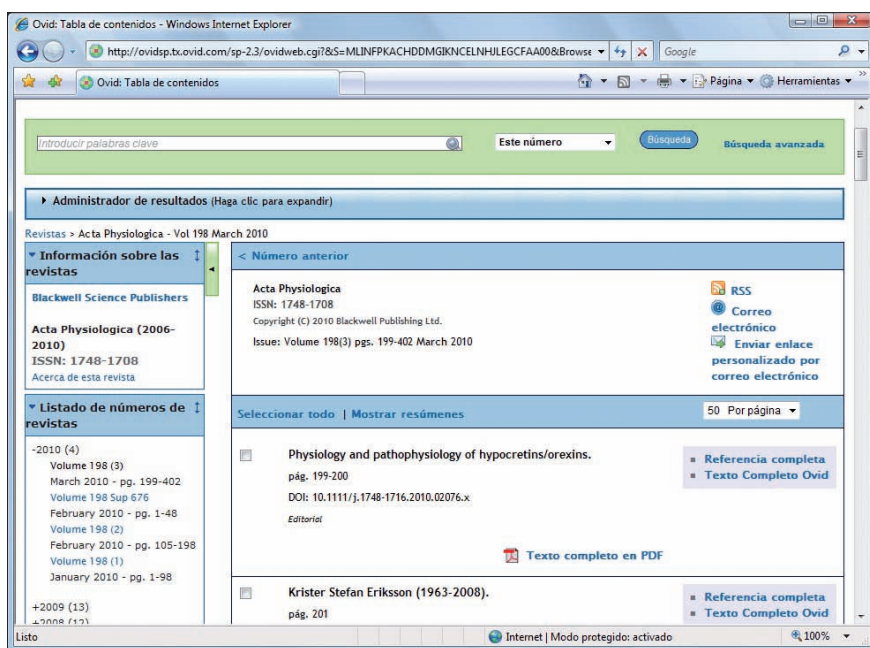 Ovid: Tabla de contenidos - Windows Internet Explorer
http://ovidsp.tx.ovid.com/sp-2.3/ovidweb.cgi?&S=MLINFPKACHDDMGIKNCELNHJLEGCFAA00&Browse
Google
Ovid: Tabla de contenidos
Página
Herramientas
Introducir palabras clave
Este número
Búsqueda
Búsqueda avanzada
Administrador de resultados (Haga clic para expandir)
Revistas > Acta Physiologica - Vol 198 March 2010
Información sobre las
revistas
Blackwell Science Publishers
Acta Physiologica (2006-
2010)
ISSN: 1748-1708
Acerca de esta revista
Listado de números de
revistas
-2010 (4)
Volume 198 (3)
March 2010 - pg. 199-402
Volume 198 Sup 676
February 2010 - pg. 1-48
Volume 198 (2)
February 2010 - pg. 105-198
Volume 198 (1)
January 2010 - pg. 1-98
+2009 (13)
+2008 (12)
< Número anterior
Acta Physiologica
ISSN: 1748-1708
Copyright (C) 2010 Blackwell Publishing Ltd.
Issue: Volume 198(3) pgs. 199-402 March 2010
RSS
Correo
electrónico
Enviar enlace
personalizado por
correo electrónico
Seleccionar todo | Mostrar resúmenes
50 Por página
Physiology and pathophysiology of hypocretins/orexins.
pág. 199-200
DOI: 10.1111/j.1748-1716.2010.02076.x
Editorial
Texto completo en PDF
Referencia completa
Texto Completo Ovid
Krister Stefan Eriksson (1963-2008).
pág. 201
Referencia completa
Texto Completo Ovid
Listo
Internet | Modo protegido: activado
100%